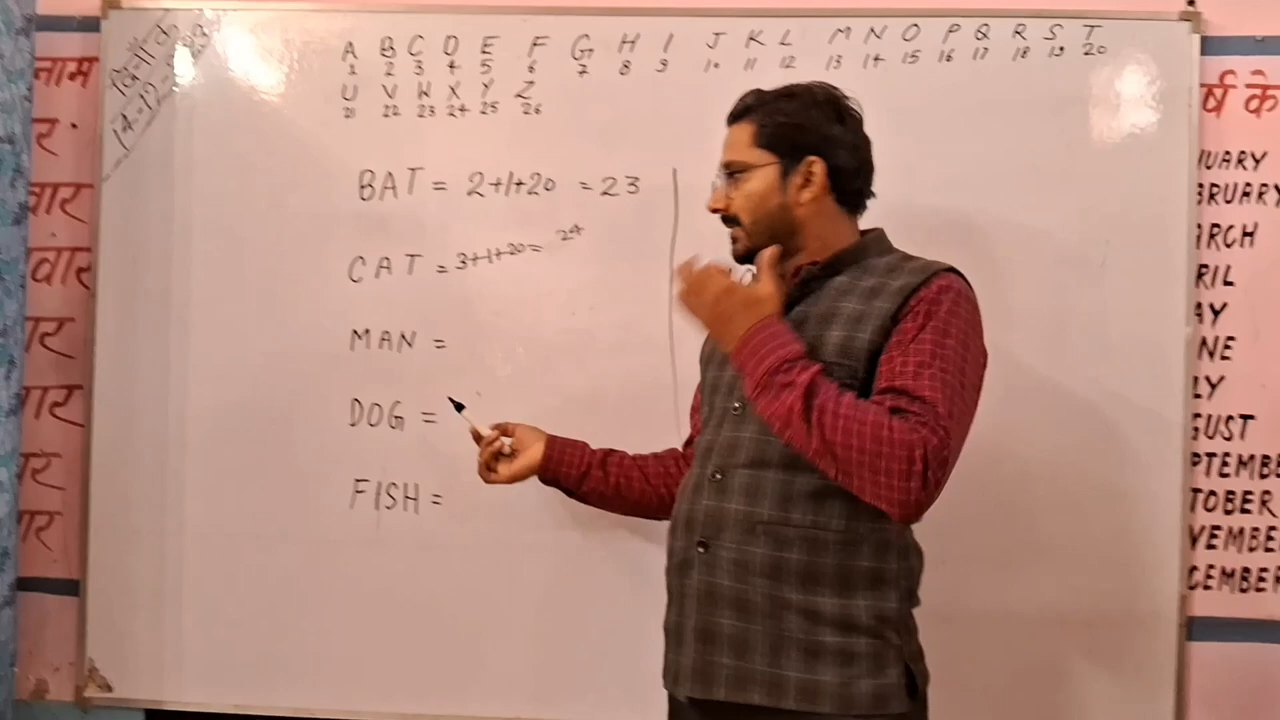 A B C D E F G H I J K L M N O P Q R S T
1 2 3 4 5 6 7 8 9 10 11 12 13 14 15 16 17 18 19 20
U V W X Y Z
21 22 23 24 25 26
BAT = 2+1+20 = 23
CAT = 3+1+20= 24
MAN =
DOG =
FISH =
नाम
र
वार
वार
ार
ार
ार
ार
र्ष के
NUARY
BRUARY
ARCH
RIL
AY
NE
LY
GUST
PTEMBE
TOBER
VEMBE
CEMBER